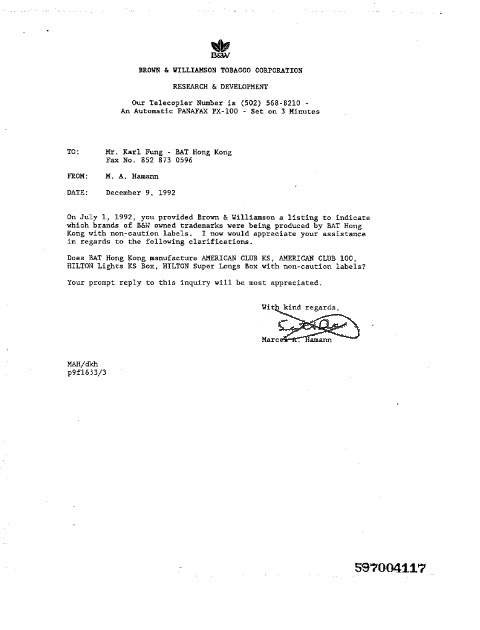 B&W
BROWN & WILLIAMSON TOBACCO CORPORATION
RESEARCH & DEVELOPMENT
Our Telecopier Number is (502) 568-8210 -
An Automatic PANAFAX PX-100 - Set on 3 Minutes
TO: Mr. Karl Fung - BAT Hong Kong
Fax No. 852 873 0596
FROM: M. A. Hamann
DATE: December 9, 1992
On July 1, 1992, you provided Brown & Williamson a listing to indicate
which brands of B&W owned trademarks were being produced by BAT Hong
Kong with non-caution labels. I now would appreciate your assistance
in regards to the following clarifications.
Does BAT Hong Kong manufacture AMERICAN CLUB KS, AMERICAN CLUB 100,
HILTON Lights KS Box, HILTON Super Longs Box with non-caution labels?
Your prompt reply to this inquiry will be most appreciated.
With kind regards,
A. Hamann
MAH/dkh
p9f1653/3
597004117